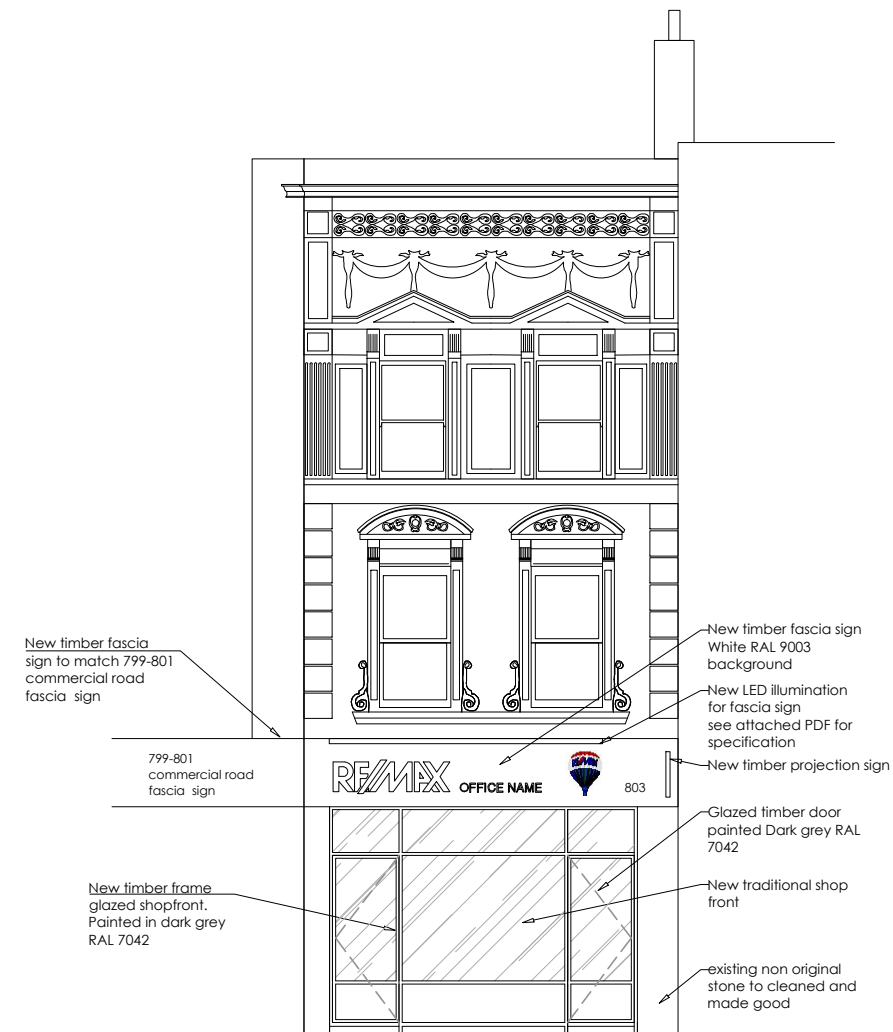 New timber fascia
sign to match 799-801
commercial road
fascia sign
799-801
commercial road
fascia sign
RE/MAX OFFICE NAME
RE/MAX
803
New timber fascia sign
White RAL 9003
background
New LED illumination
for fascia sign
see attached PDF for
specification
New timber projection sign
Glazed timber door
painted Dark grey RAL
7042
New timber frame
glazed shopfront.
Painted in dark grey
RAL 7042
New traditional shop
front
existing non original
stone to cleaned and
made good